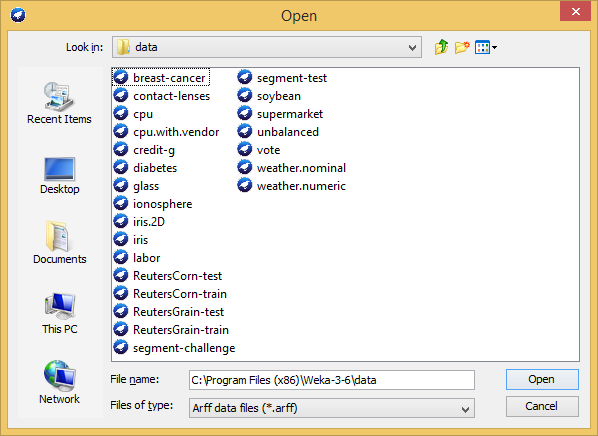 Open
Look in: data
breast-cancer
contact-lenses
cpu
cpu.with.vendor
credit-g
diabetes
glass
ionosphere
iris.2D
iris
labor
ReutersCorn-test
ReutersCorn-train
ReutersGrain-test
ReutersGrain-train
segment-challenge
segment-test
soybean
supermarket
unbalanced
vote
weather.nominal
weather.numeric
Recent Items
Desktop
Documents
This PC
Network
File name: C:\Program Files (x86)\Weka-3-6\data Open
Files of type: Arff data files (*.arff) Cancel